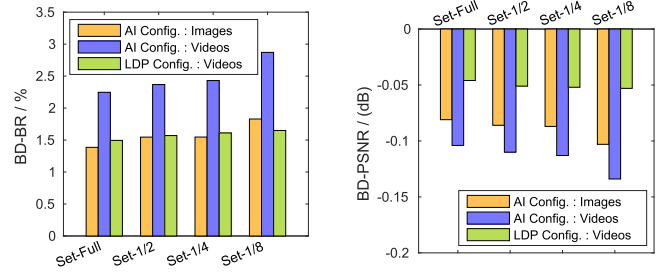 3.5
3
2.5
2
1.5
1
0.5
0
BD-BR / %
AI Config. : Images
AI Config. : Videos
LDP Config. : Videos
Set-Full
Set-1/2
Set-1/4
Set-1/8
Set-Full
Set-1/2
Set-1/4
Set-1/8
0
-0.05
-0.1
-0.15
-0.2
BD-PSNR / (dB)
AI Config. : Images
AI Config. : Videos
LDP Config. : Videos